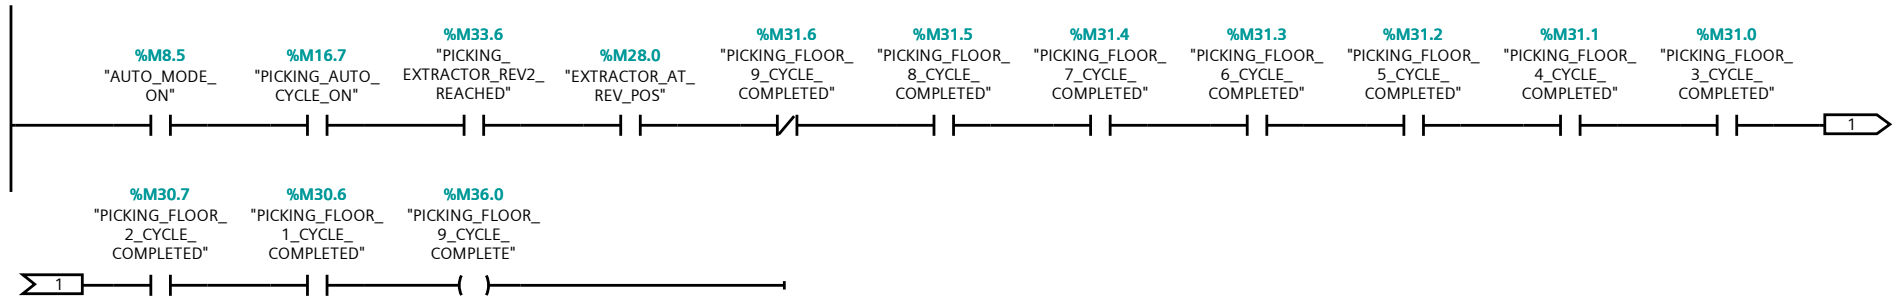 %M8.5
"AUTO_MODE_
ON"
%M16.7
"PICKING_AUTO_
CYCLE_ON"
%M33.6
"PICKING_
EXTRACTOR_REV2_
REACHED"
%M28.0
"EXTRACTOR_AT_
REV_POS"
%M31.6
"PICKING_FLOOR_
9_CYCLE_
COMPLETED"
%M31.5
"PICKING_FLOOR_
8_CYCLE_
COMPLETED"
%M31.4
"PICKING_FLOOR_
7_CYCLE_
COMPLETED"
%M31.3
"PICKING_FLOOR_
6_CYCLE_
COMPLETED"
%M31.2
"PICKING_FLOOR_
5_CYCLE_
COMPLETED"
%M31.1
"PICKING_FLOOR_
4_CYCLE_
COMPLETED"
%M31.0
"PICKING_FLOOR_
3_CYCLE_
COMPLETED"
1
%M30.7
"PICKING_FLOOR_
2_CYCLE_
COMPLETED"
%M30.6
"PICKING_FLOOR_
1_CYCLE_
COMPLETED"
%M36.0
"PICKING_FLOOR_
9_CYCLE_
COMPLETE"
1